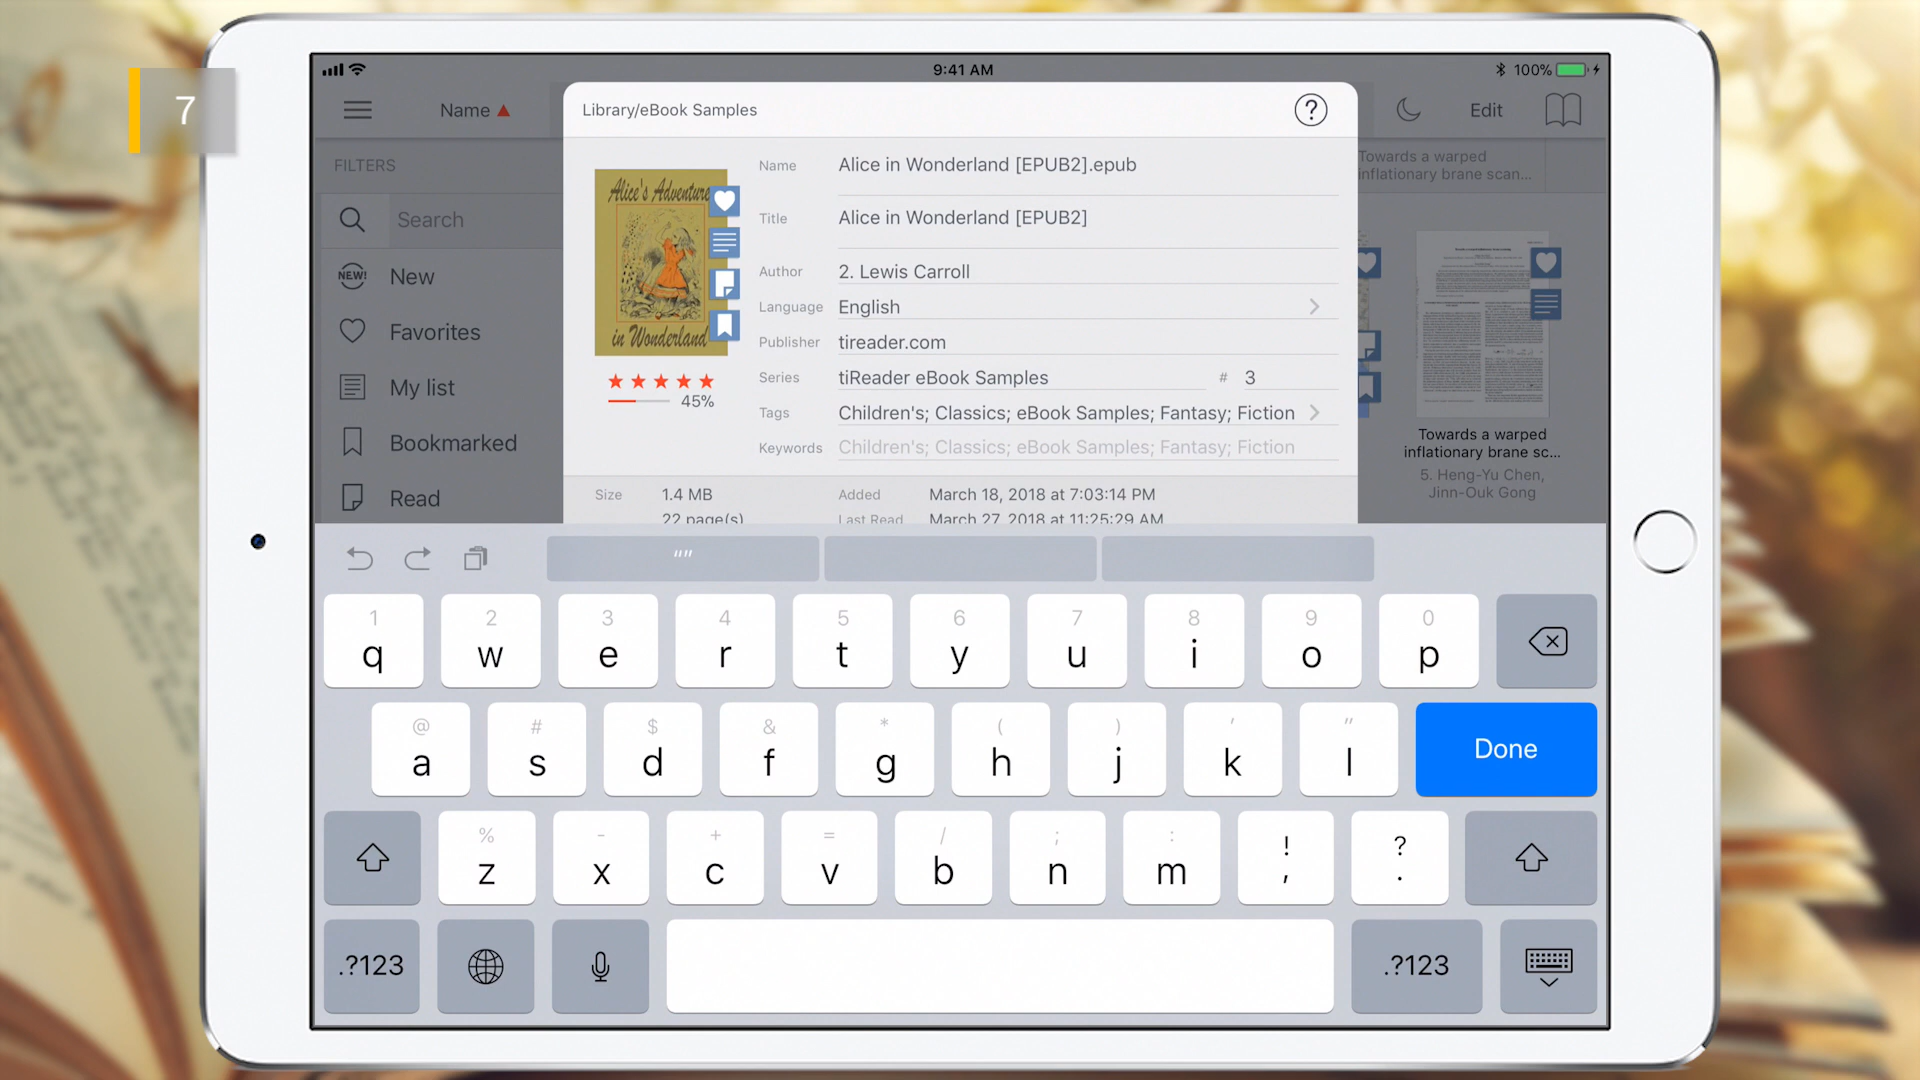 7
9:41 AM
100%
Name
Library/eBook Samples
?
Edit
FILTERS
Search
NEW!
New
Favorites
My list
Bookmarked
Read
Alice's Adventure
in Wonderland
45%
Name
Alice in Wonderland [EPUB2].epub
Title
Alice in Wonderland [EPUB2]
Author
2. Lewis Carroll
Language
English
Publisher
tireader.com
Series
tiReader eBook Samples
# 3
Tags
Children's; Classics; eBook Samples; Fantasy; Fiction
Keywords
Children's; Classics; eBook Samples; Fantasy; Fiction
Size
1.4 MB
22 page(s)
Added
March 18, 2018 at 7:03:14 PM
Last Read
March 27, 2018 at 11:25:29 AM
Towards a warped
inflationary brane scan...
Towards a warped
inflationary brane sc...
5. Heng-Yu Chen,
Jinn-Ouk Gong
“”
1 2 3 4 5 6 7 8 9 0
q w e r t y u i o p
@ # $ & * ( ) ' "
a s d f g h j k l
Done
% - + = / ; : ! ?
z x c v b n m , .
.?123
.?123